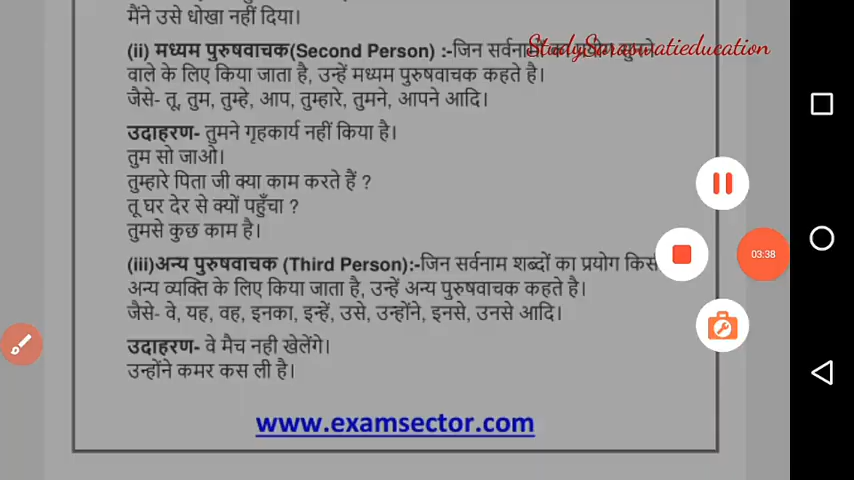 मैंने उसे धोखा नहीं दिया।
StudySaraswatieducation
(ii) मध्यम पुरुषवाचक(Second Person) :-जिन सर्वनामों का प्रयोग
वाले के लिए किया जाता है, उन्हें मध्यम पुरुषवाचक कहते है।
जैसे- तू, तुम, तुम्हे, आप, तुम्हारे, तुमने, आपने आदि।
उदाहरण- तुमने गृहकार्य नहीं किया है।
तुम सो जाओ।
तुम्हारे पिता जी क्या काम करते हैं ?
तू घर देर से क्यों पहुँचा ?
तुमसे कुछ काम है।
(iii)अन्य पुरुषवाचक (Third Person):-जिन सर्वनाम शब्दों का प्रयोग
03:38
अन्य व्यक्ति के लिए किया जाता है, उन्हें अन्य पुरुषवाचक कहते है।
जैसे- वे, यह, वह, इनका, इन्हें, उसे, उन्होंने, इनसे, उनसे आदि।
उदाहरण- वे मैच नही खेलेंगे।
उन्होंने कमर कस ली है।
www.examsector.com